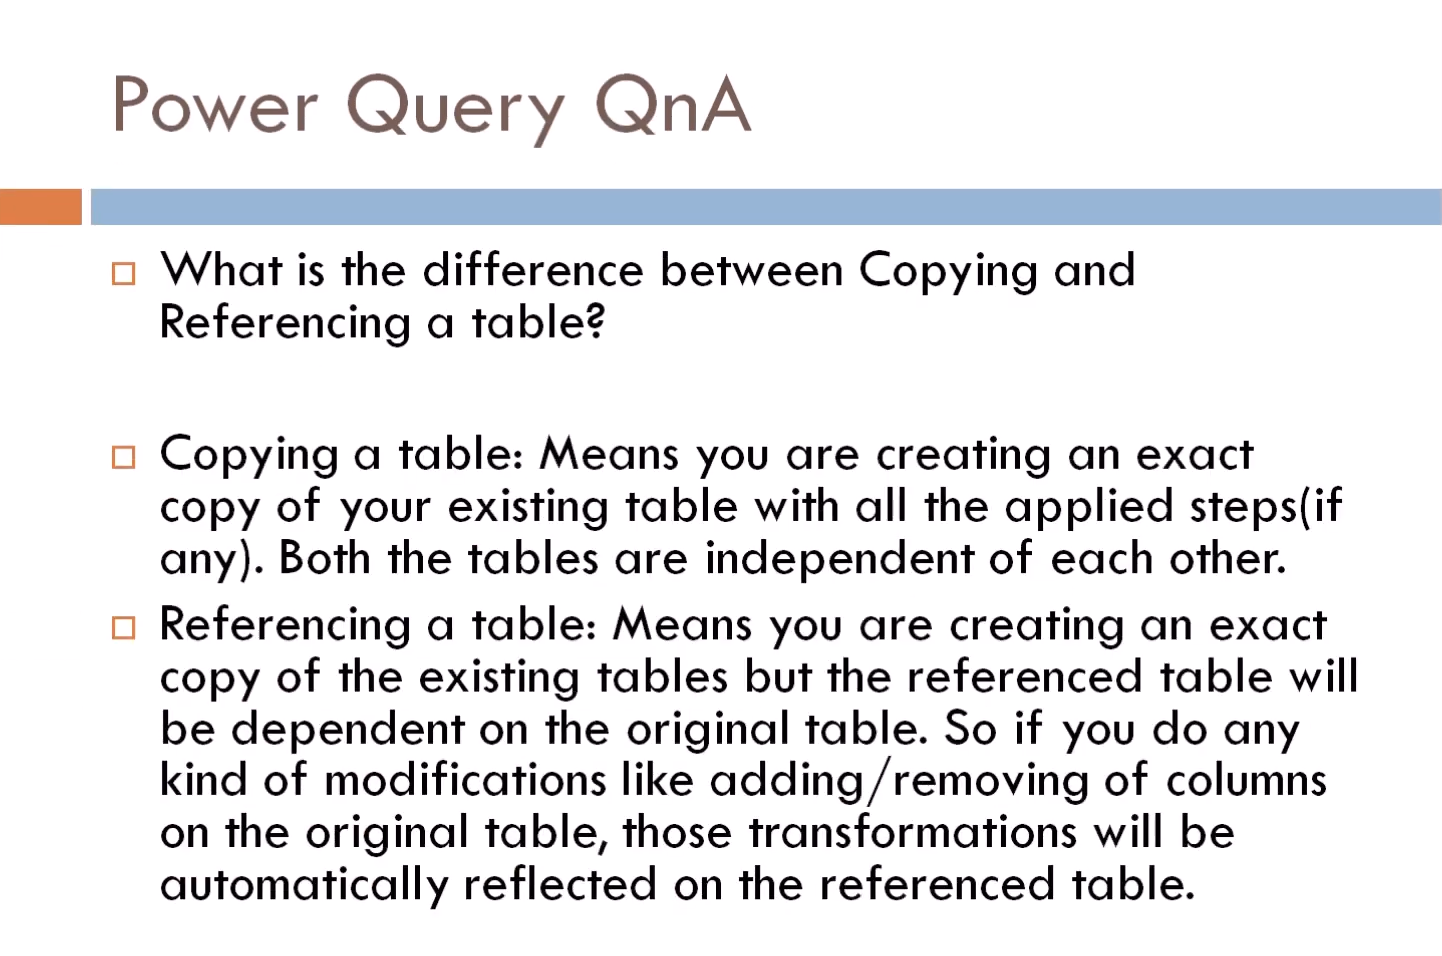 Power Query QnA
What is the difference between Copying and
Referencing a table?
Copying a table: Means you are creating an exact
copy of your existing table with all the applied steps(if
any). Both the tables are independent of each other.
Referencing a table: Means you are creating an exact
copy of the existing tables but the referenced table will
be dependent on the original table. So if you do any
kind of modifications like adding/removing of columns
on the original table, those transformations will be
automatically reflected on the referenced table.